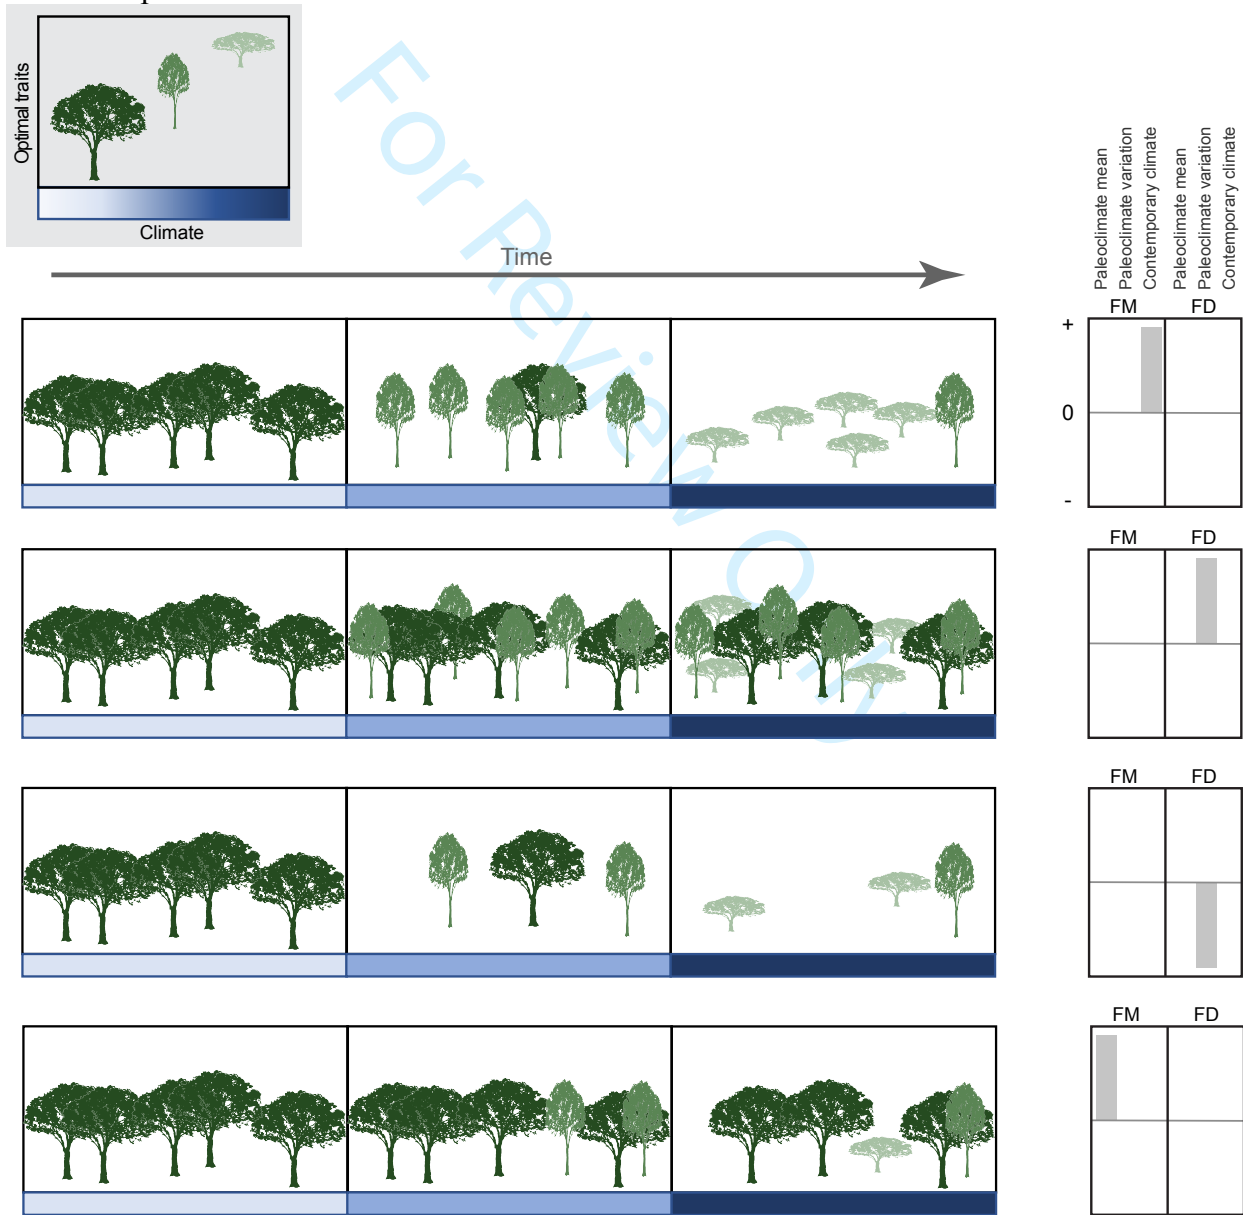 Optimal traits
Climate
For Review Only
Time
Paleoclimate mean
Paleoclimate variation
Contemporary climate
Paleoclimate mean
Paleoclimate variation
Contemporary climate
FM FD
+
0
-
FM FD
FM FD
FM FD